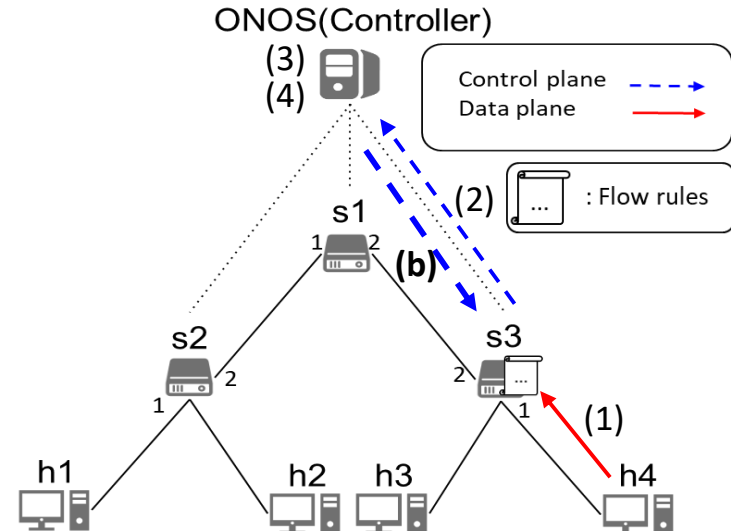 ONOS(Controller)
(3)
(4)
Control plane
Data plane
(2)
...
: Flow rules
s1
1
2
(b)
s2
s3
2
2
...
1
1
(1)
h1
h2
h3
h4